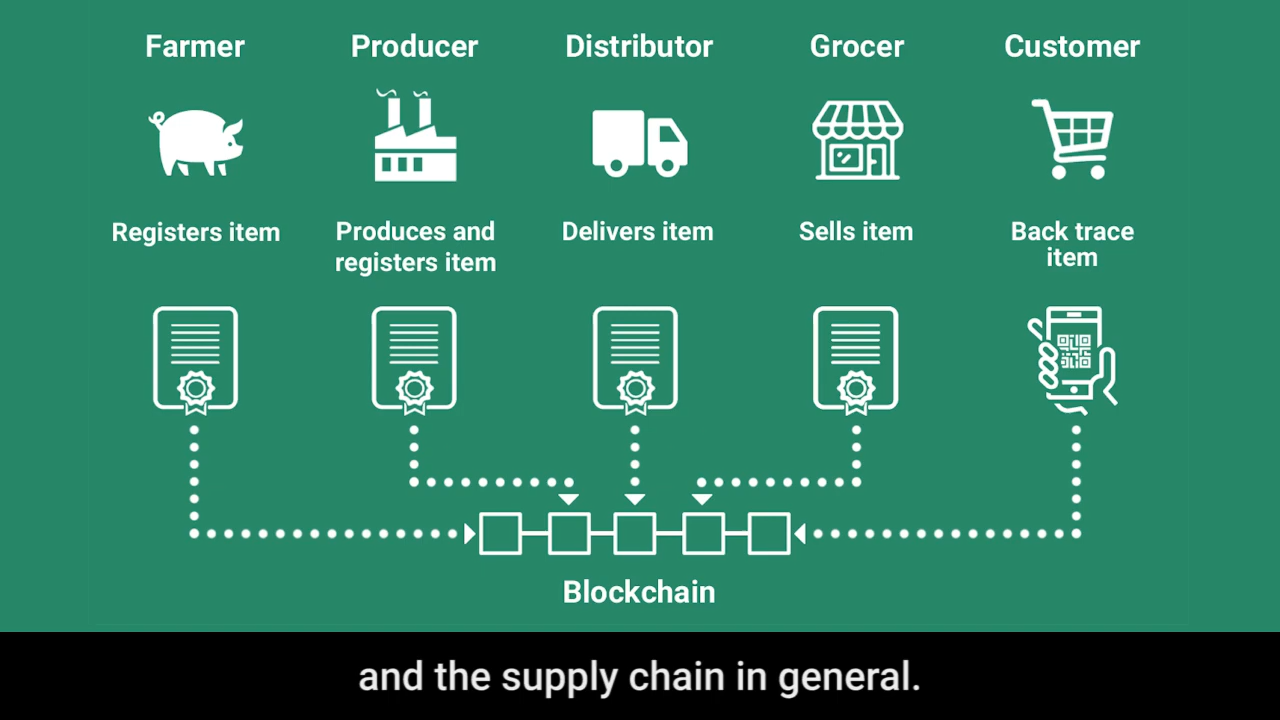 Farmer
Producer
Distributor
Grocer
Customer
Registers item
Produces and
registers item
Delivers item
Sells item
Back trace
item
Blockchain
and the supply chain in general.